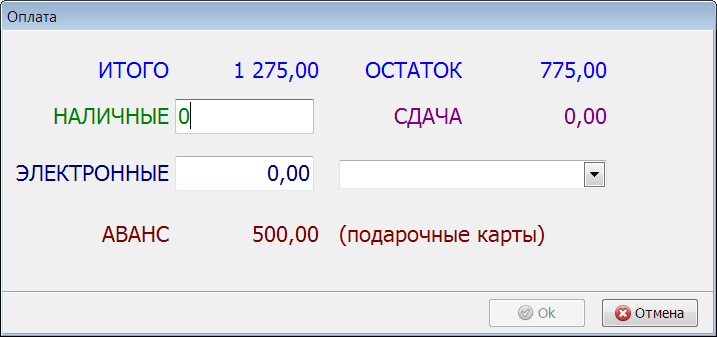 Оплата
ИТОГО 1 275,00 ОСТАТОК 775,00
НАЛИЧНЫЕ 0 СДАЧА 0,00
ЭЛЕКТРОННЫЕ 0,00
АВАНС 500,00 (подарочные карты)
Ok Отмена